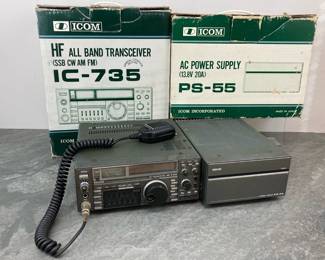 ICOM
HF ALL BAND TRANSCEIVER
(SSB CW AM FM)
IC-735
ICOM
AC POWER SUPPLY
(13.8V 20A)
PS-55
ICOM INCORPORATED